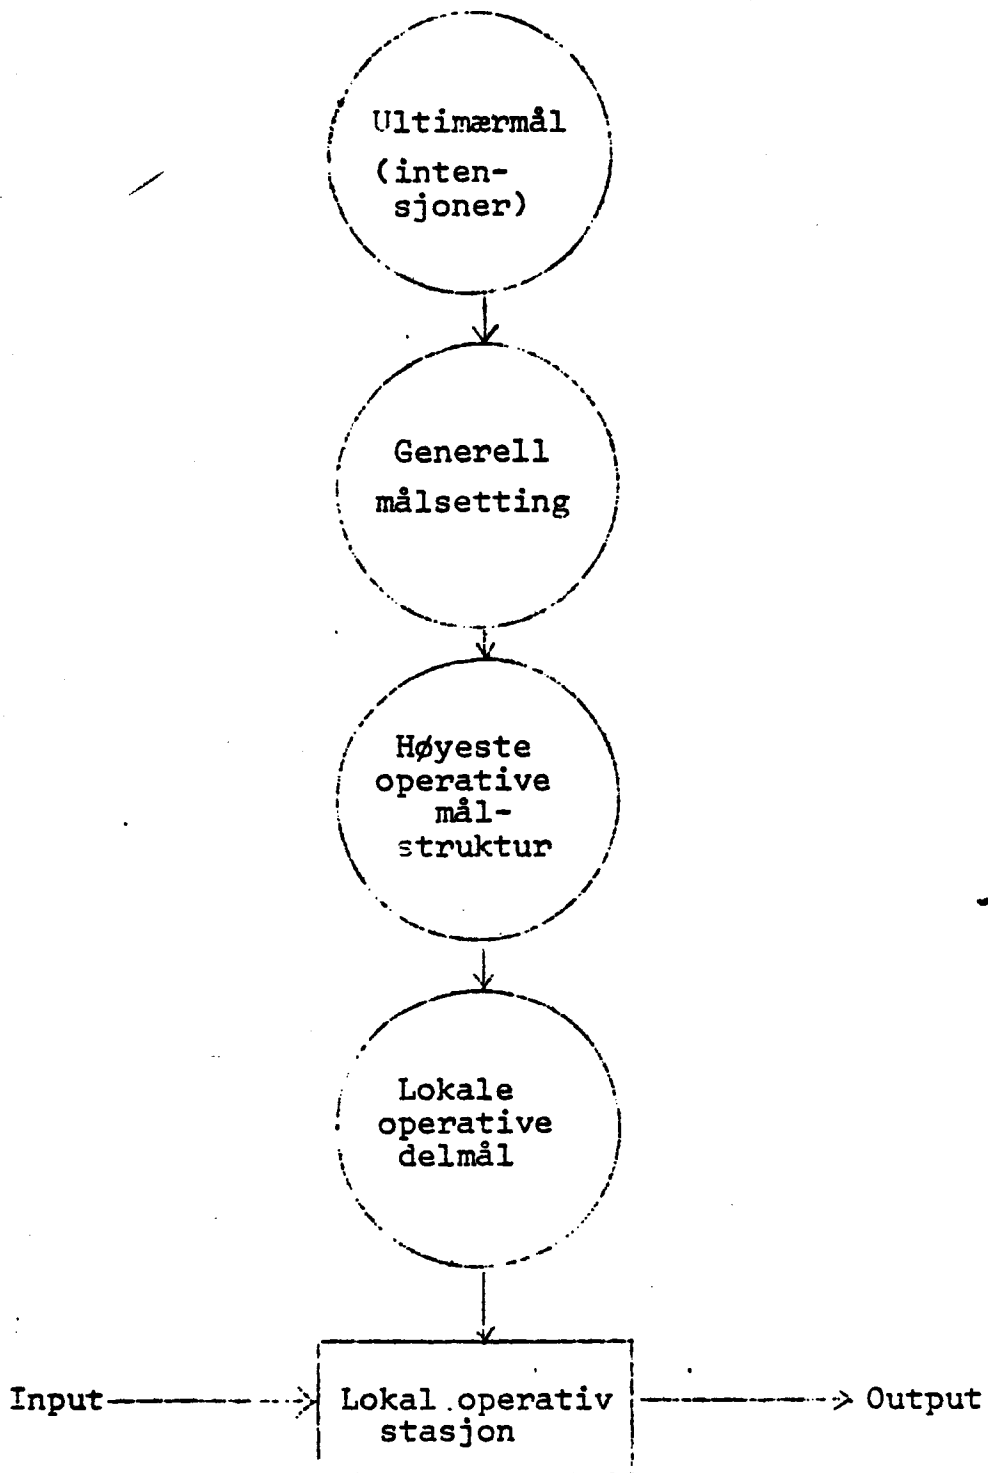 Ultimærmål
(inten-
sjoner)
Generell
målsetting
Høyeste
operative
mål-
struktur
Lokale
operative
delmål
Input
Lokal operativ
stasjon
Output